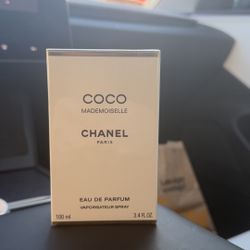 COCO
MADEMOISELLE
CHANEL
PARIS
EAU DE PARFUM
VAPORISATEUR SPRAY
100 ml 3.4 FL. OZ.